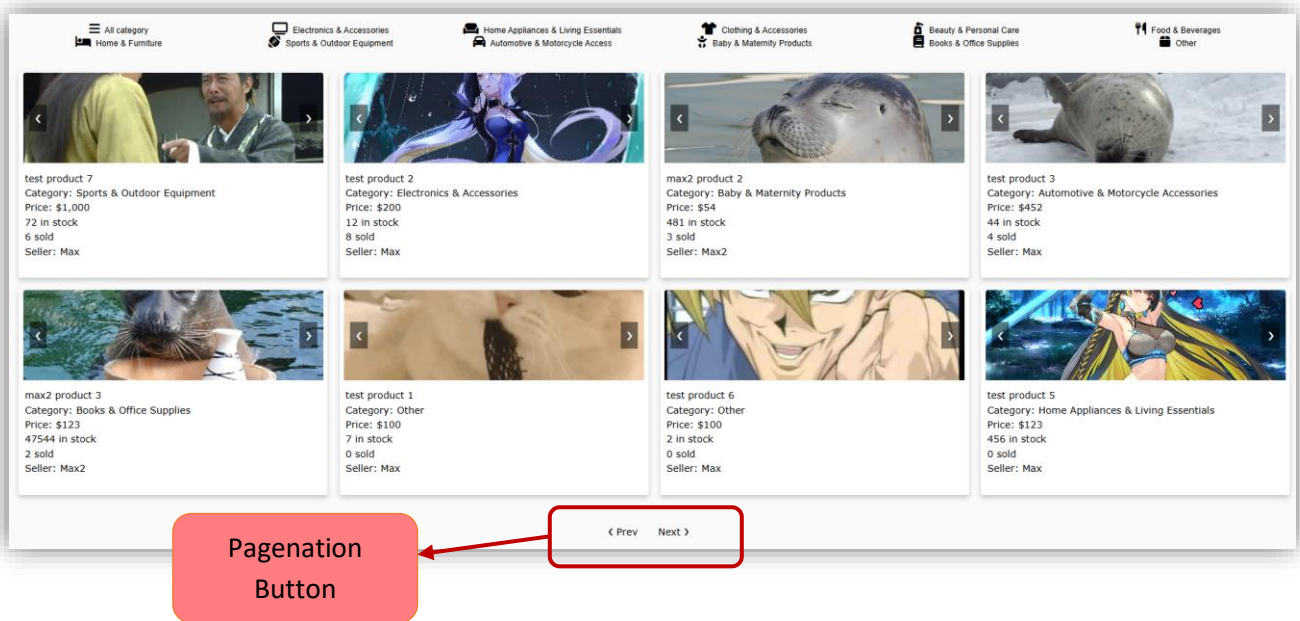 All category
Electronics & Accessories
Home Appliances & Living Essentials
Clothing & Accessories
Beauty & Personal Care
Food & Beverages
Home & Furniture
Sports & Outdoor Equipment
Automotive & Motorcycle Access
Baby & Maternity Products
Books & Office Supplies
Other
test product 7
Category: Sports & Outdoor Equipment
Price: $1,000
72 in stock
6 sold
Seller: Max
test product 2
Category: Electronics & Accessories
Price: $200
12 in stock
8 sold
Seller: Max
max2 product 2
Category: Baby & Maternity Products
Price: $54
481 in stock
3 sold
Seller: Max2
test product 3
Category: Automotive & Motorcycle Accessories
Price: $452
44 in stock
4 sold
Seller: Max
max2 product 3
Category: Books & Office Supplies
Price: $123
47544 in stock
2 sold
Seller: Max2
test product 1
Category: Other
Price: $100
7 in stock
0 sold
Seller: Max
test product 6
Category: Other
Price: $100
2 in stock
0 sold
Seller: Max
test product 5
Category: Home Appliances & Living Essentials
Price: $123
456 in stock
0 sold
Seller: Max
❮ Prev Next ❯
Pagenation
Button